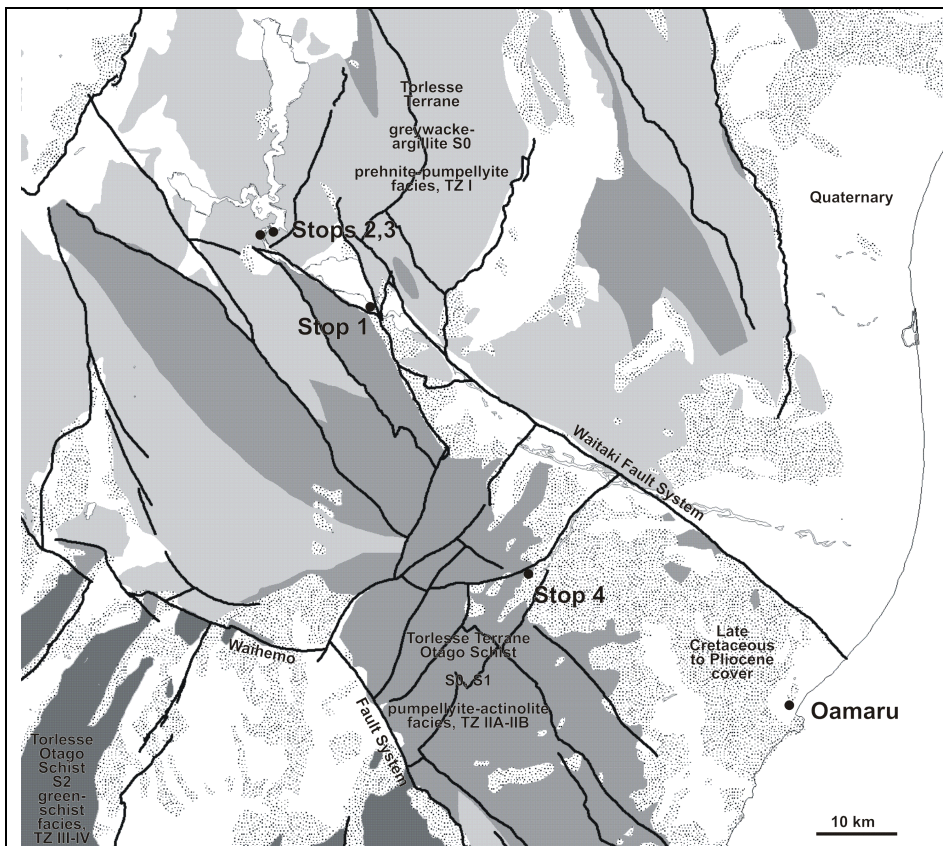 Torlesse
Terrane
greywacke-
argillite S0
prehnite-pumpellyite
facies, TZ I
Quaternary
Stops 2,3
Stop 1
Waitaki Fault System
Stop 4
Waihemo
Fault System
Torlesse Terrane
Otago Schist
S0, S1
pumpellyite-actinolite
facies, TZ IIA-IIB
Late
Cretaceous
to Pliocene
cover
Oamaru
Torlesse
Otago
Schist
S2
green-
schist
facies,
TZ III-IV
10 km